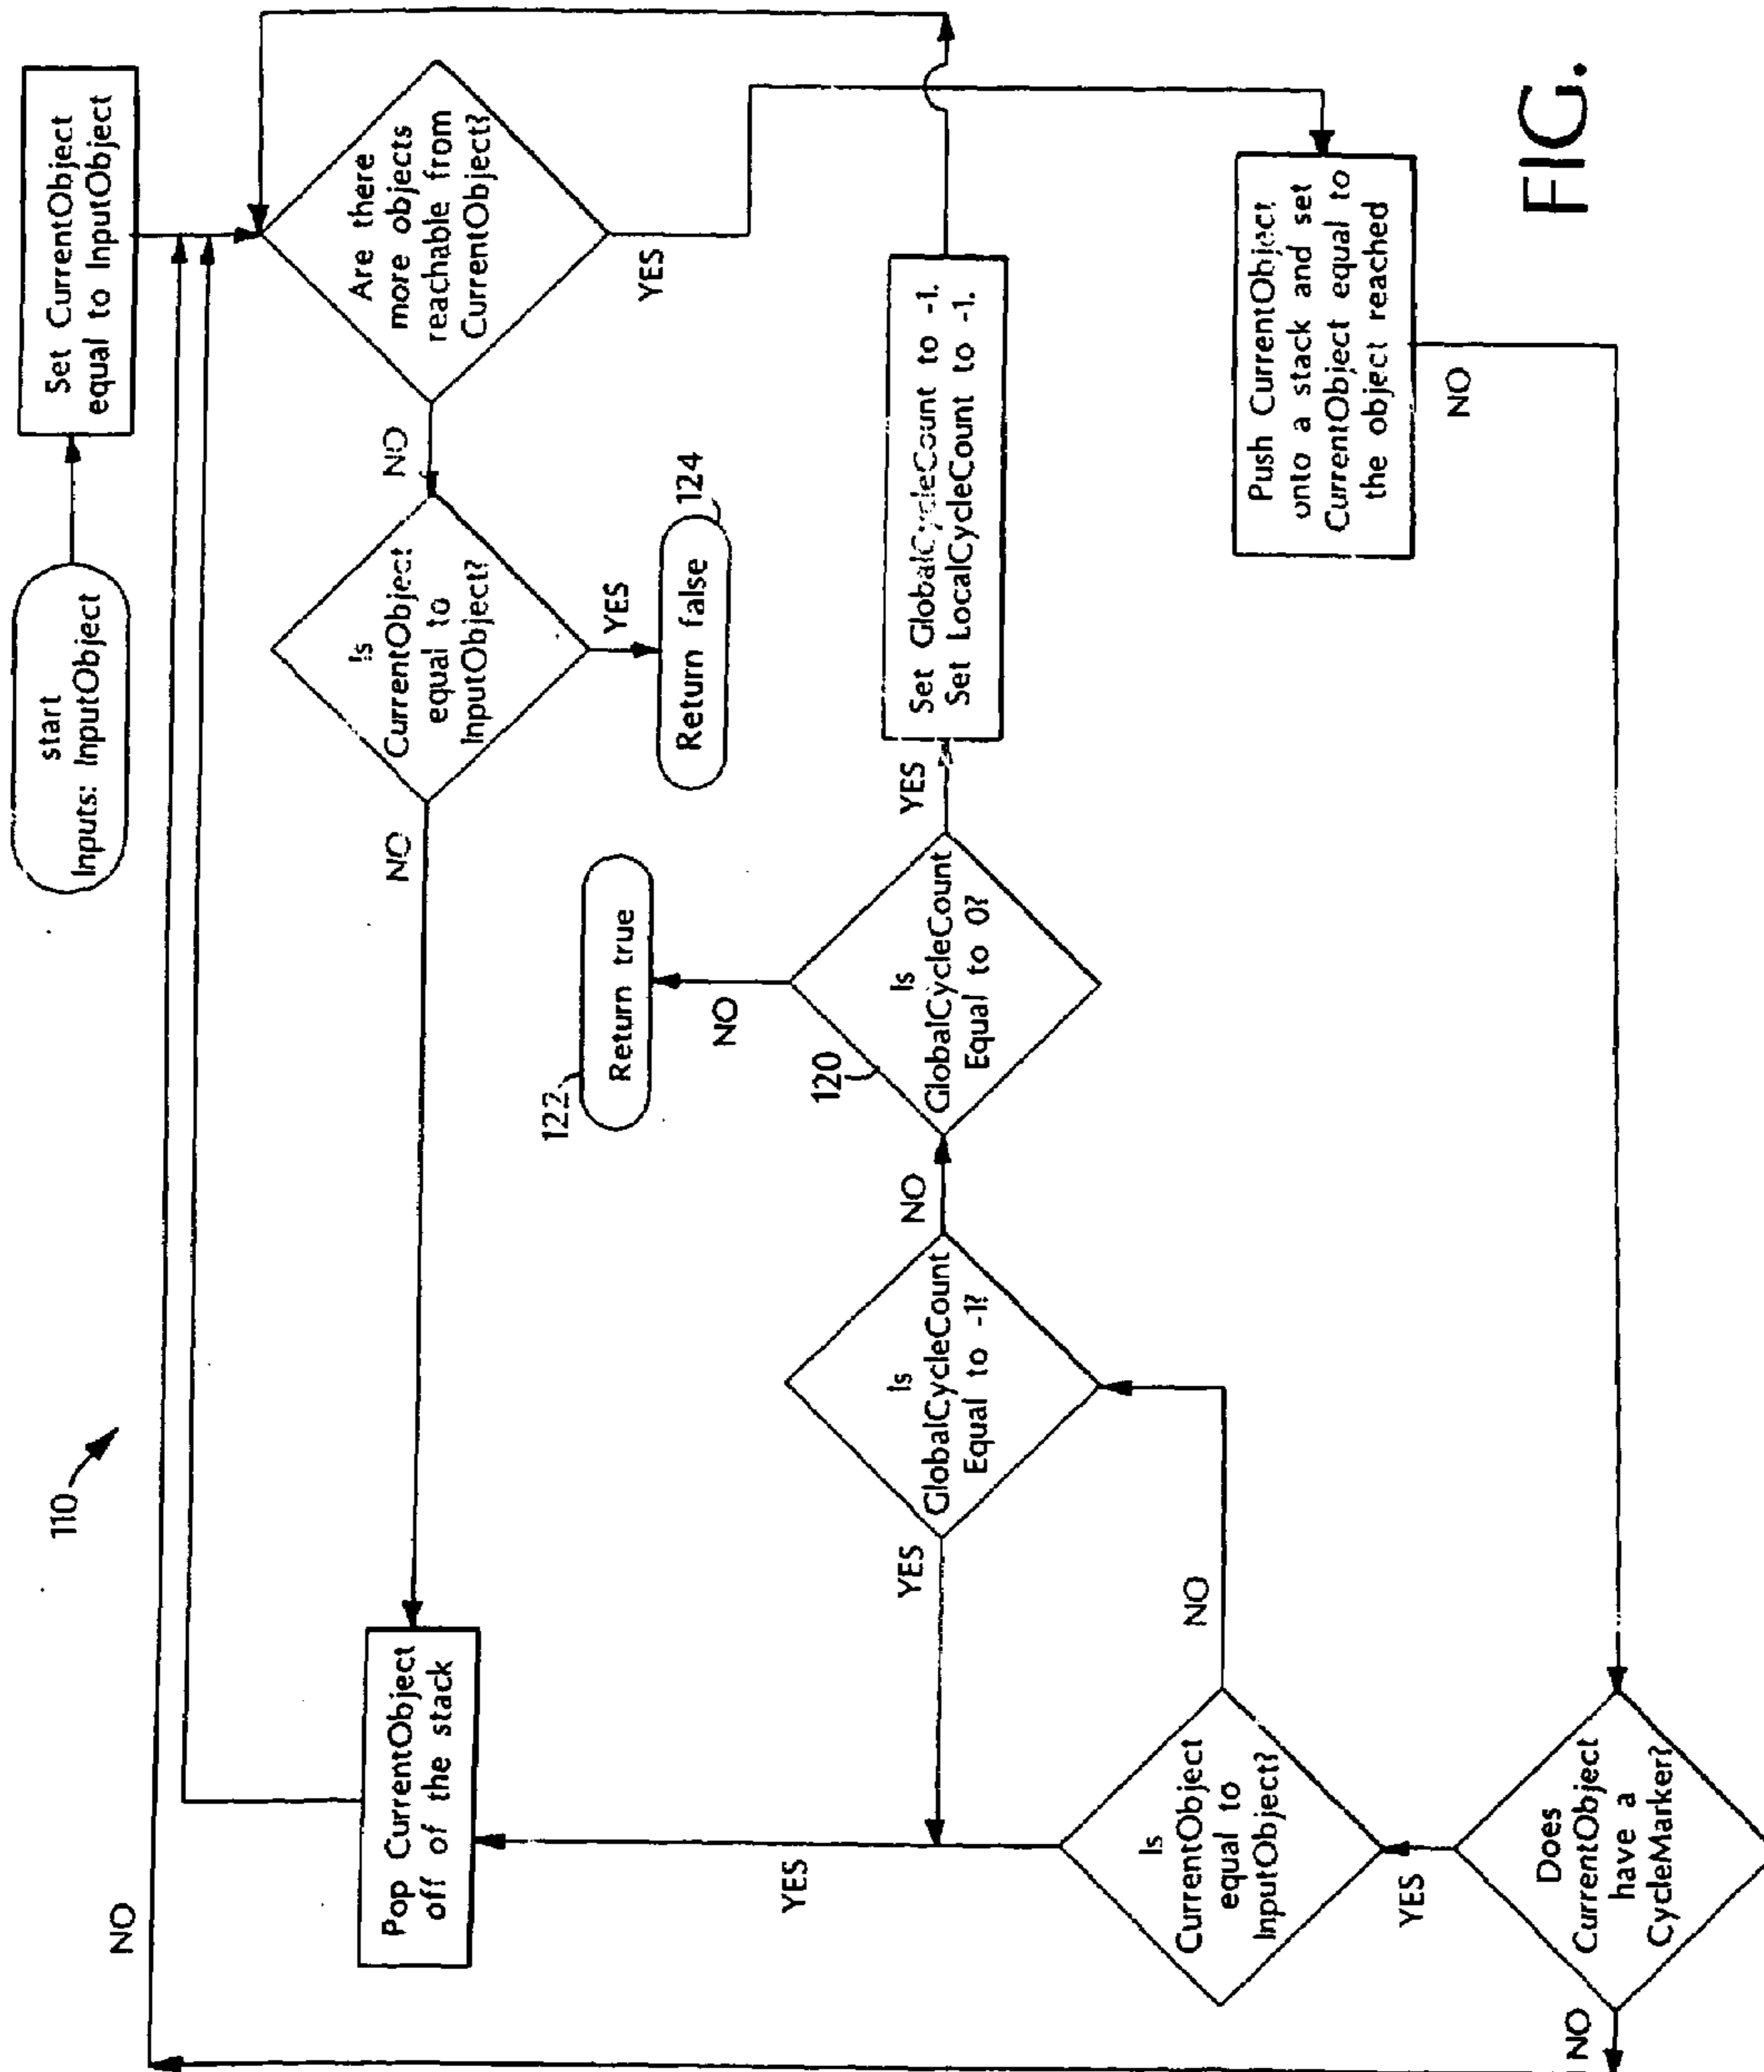 110
start
Inputs: InputObject
Set CurrentObject
equal to InputObject
NO
Pop CurrentObject
off of the stack
NO
Is
CurrentObject
equal to
InputObject?
NO
Are there
more objects
reachable from
CurrentObject?
YES
Return false
124
YES
122
Return true
NO
YES
Is
CurrentObject
equal to
InputObject?
NO
YES
Is
GlobalCycleCount
Equal to -1?
NO
120
Is
GlobalCycleCount
Equal to 0?
YES
Set GlobalCycleCount to -1.
Set LocalCycleCount to -1.
YES
Does
CurrentObject
have a
CycleMarker?
NO
NO
Push CurrentObject
onto a stack and set
CurrentObject equal to
the object reached
FIG.